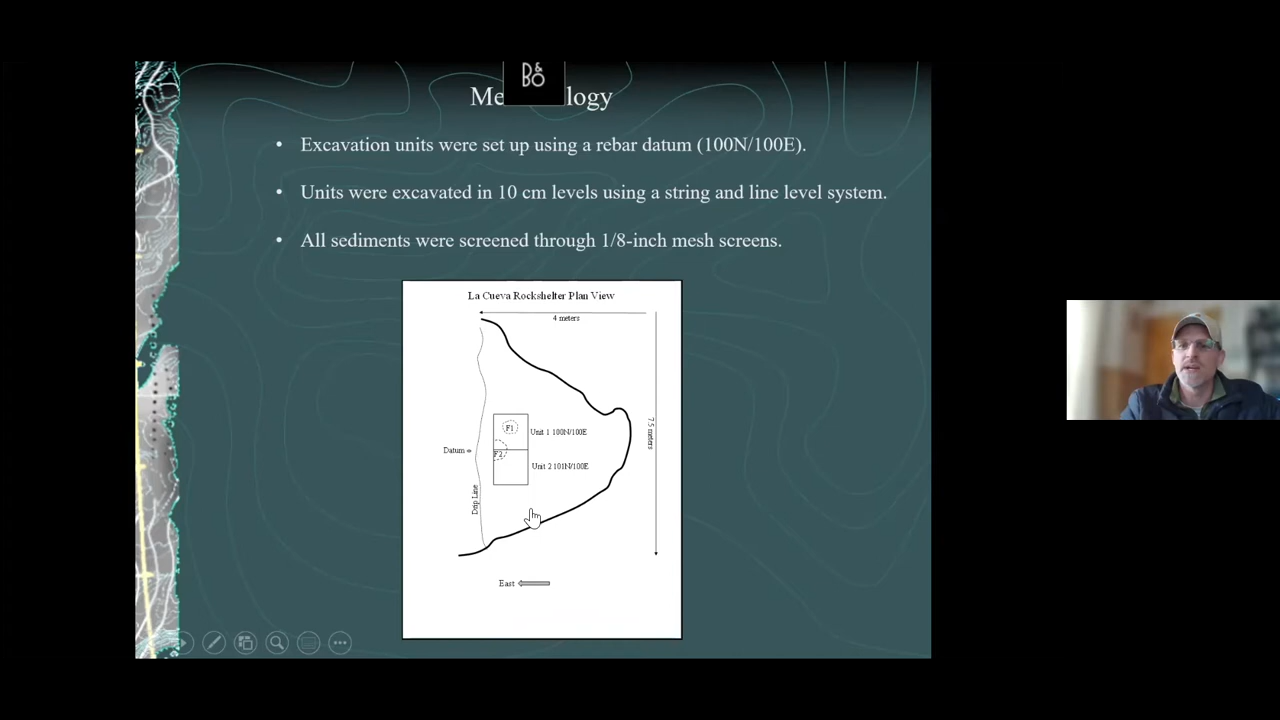 B&O
Me logy
• Excavation units were set up using a rebar datum (100N/100E).
• Units were excavated in 10 cm levels using a string and line level system.
• All sediments were screened through 1/8-inch mesh screens.
La Cueva Rockshelter Plan View
4 meters
7.5 meters
F1
Unit 1 100N/100E
Datum
F2
Unit 2 101N/100E
Drip Line
East